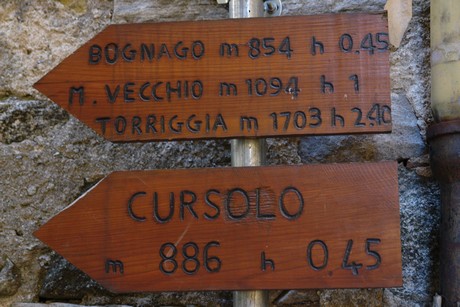 BOGNAGO m 854 h 0.45
M. VECCHIO m 1094 h 1
TORRIGGIA m 1703 h 2.40
CURSOLO
m 886 h 0.45